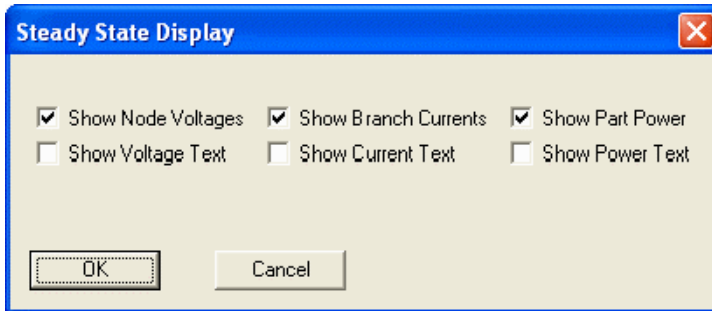 Steady State Display
Show Node Voltages Show Branch Currents Show Part Power
Show Voltage Text Show Current Text Show Power Text
OK Cancel